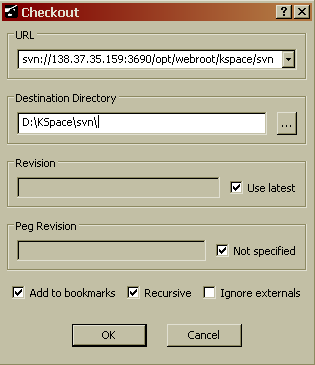 Checkout
URL
svn://138.37.35.159:3690/opt/webroot/kspace/svn
Destination Directory
D:\KSpace\svn\
...
Revision
Use latest
Peg Revision
Not specified
Add to bookmarks Recursive Ignore externals
OK Cancel